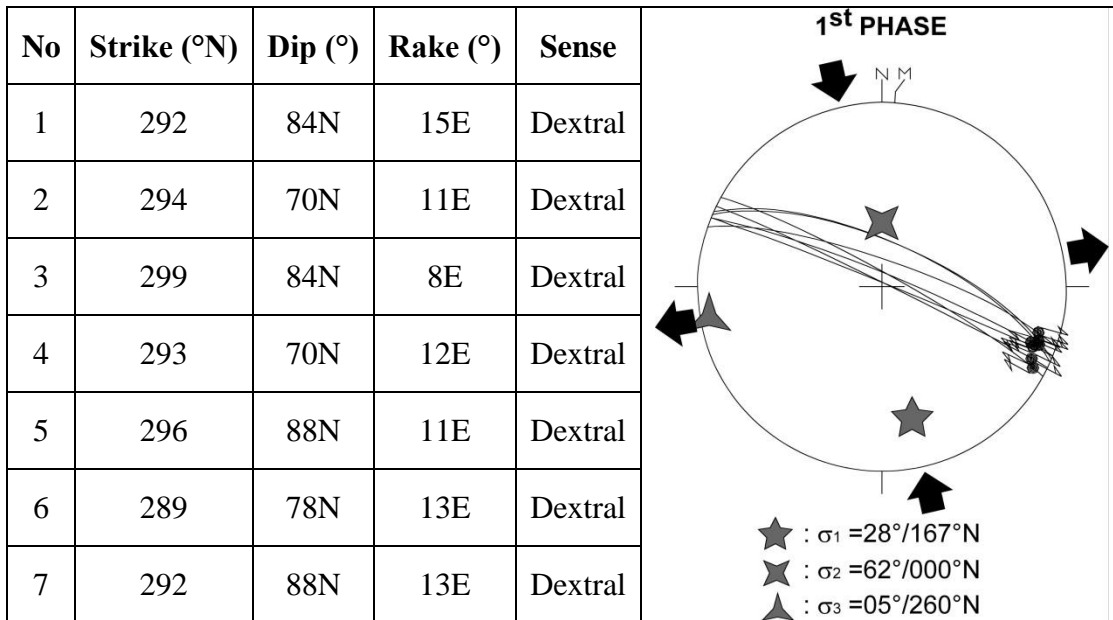 No Strike (°N) Dip (°) Rake (°) Sense
1 292 84N 15E Dextral
2 294 70N 11E Dextral
3 299 84N 8E Dextral
4 293 70N 12E Dextral
5 296 88N 11E Dextral
6 289 78N 13E Dextral
7 292 88N 13E Dextral
1st PHASE
N M
: σ1 =28°/167°N
: σ2 =62°/000°N
: σ3 =05°/260°N